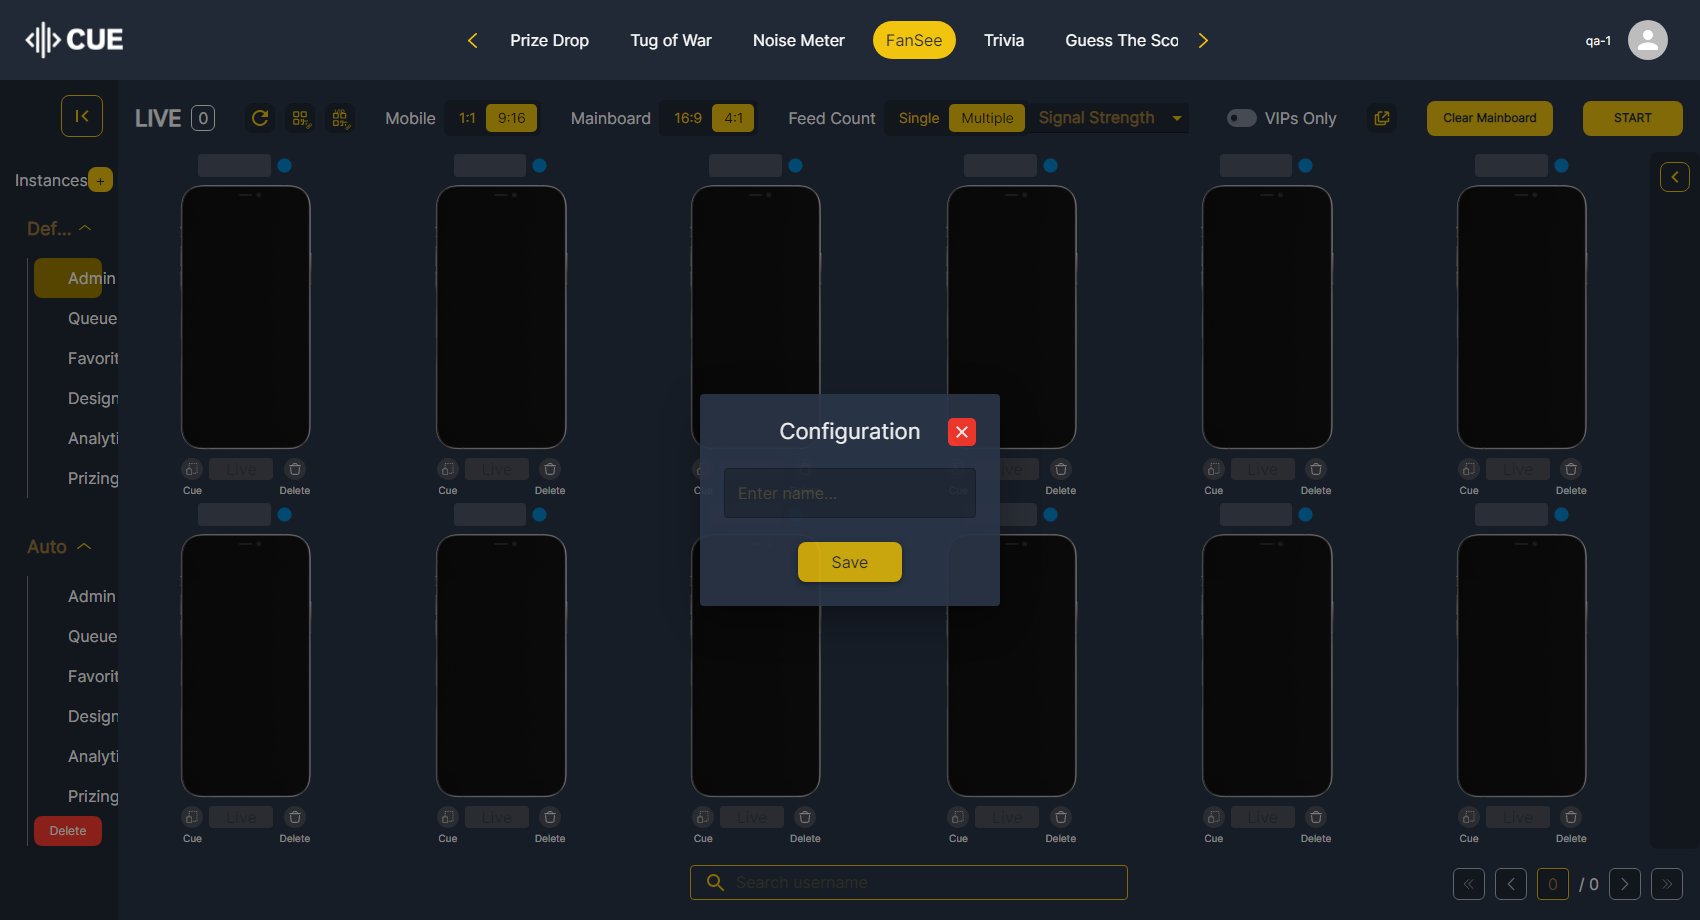 CUE
Prize Drop
Tug of War
Noise Meter
FanSee
Trivia
Guess The Sco
qa-1
LIVE 0
Mobile 1:1 9:16
Mainboard 16:9 4:1
Feed Count Single Multiple
Signal Strength
VIPs Only
Clear Mainboard
START
Instances +
Def...
Admin
Queue
Favorit
Design
Analyti
Prizing
Auto
Admin
Queue
Favorit
Design
Analyti
Prizing
Delete
Live Live Live Live Live
Cue Delete Cue Delete Cue Cue Delete Cue Delete Cue Delete
Configuration
Enter name...
Save
Live Live Live Live Live Live
Cue Delete Cue Delete Cue Delete Cue Delete Cue Delete Cue Delete
Search username
0 / 0